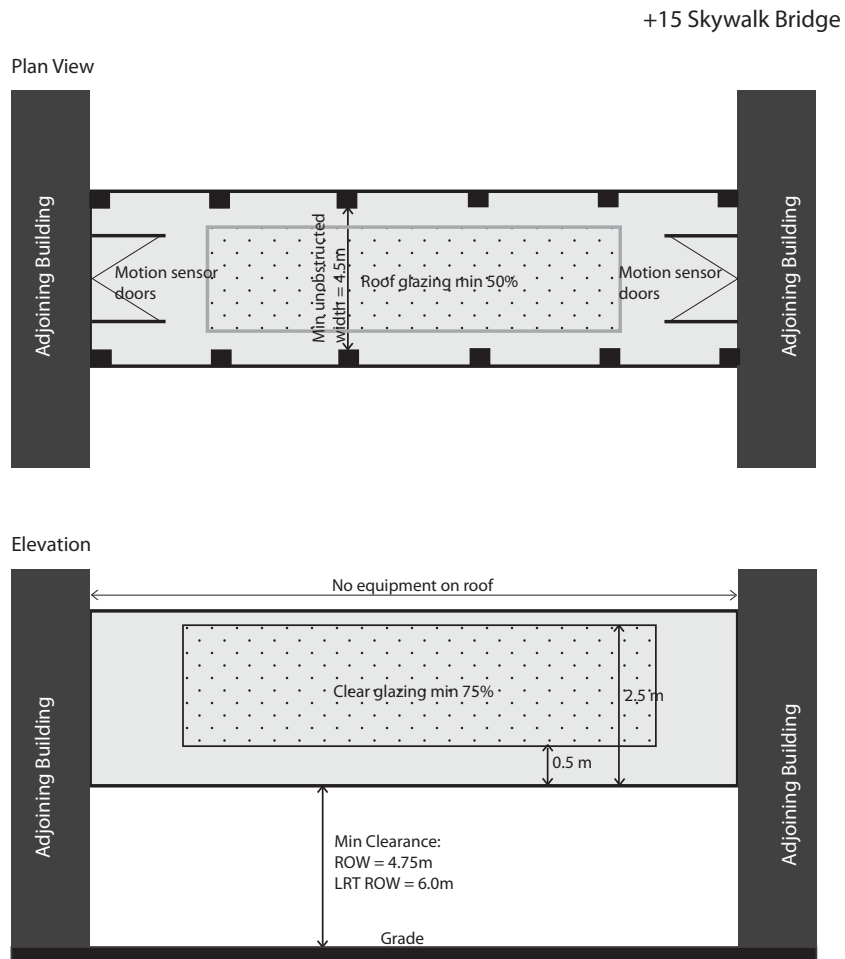 +15 Skywalk Bridge
Plan View
Adjoining Building
Motion sensor
doors
Min unobstructed
width = 4.5m
Roof glazing min 50%
Motion sensor
doors
Adjoining Building
Elevation
No equipment on roof
Adjoining Building
Clear glazing min 75%
2.5 m
0.5 m
Adjoining Building
Min Clearance:
ROW = 4.75m
LRT ROW = 6.0m
Grade